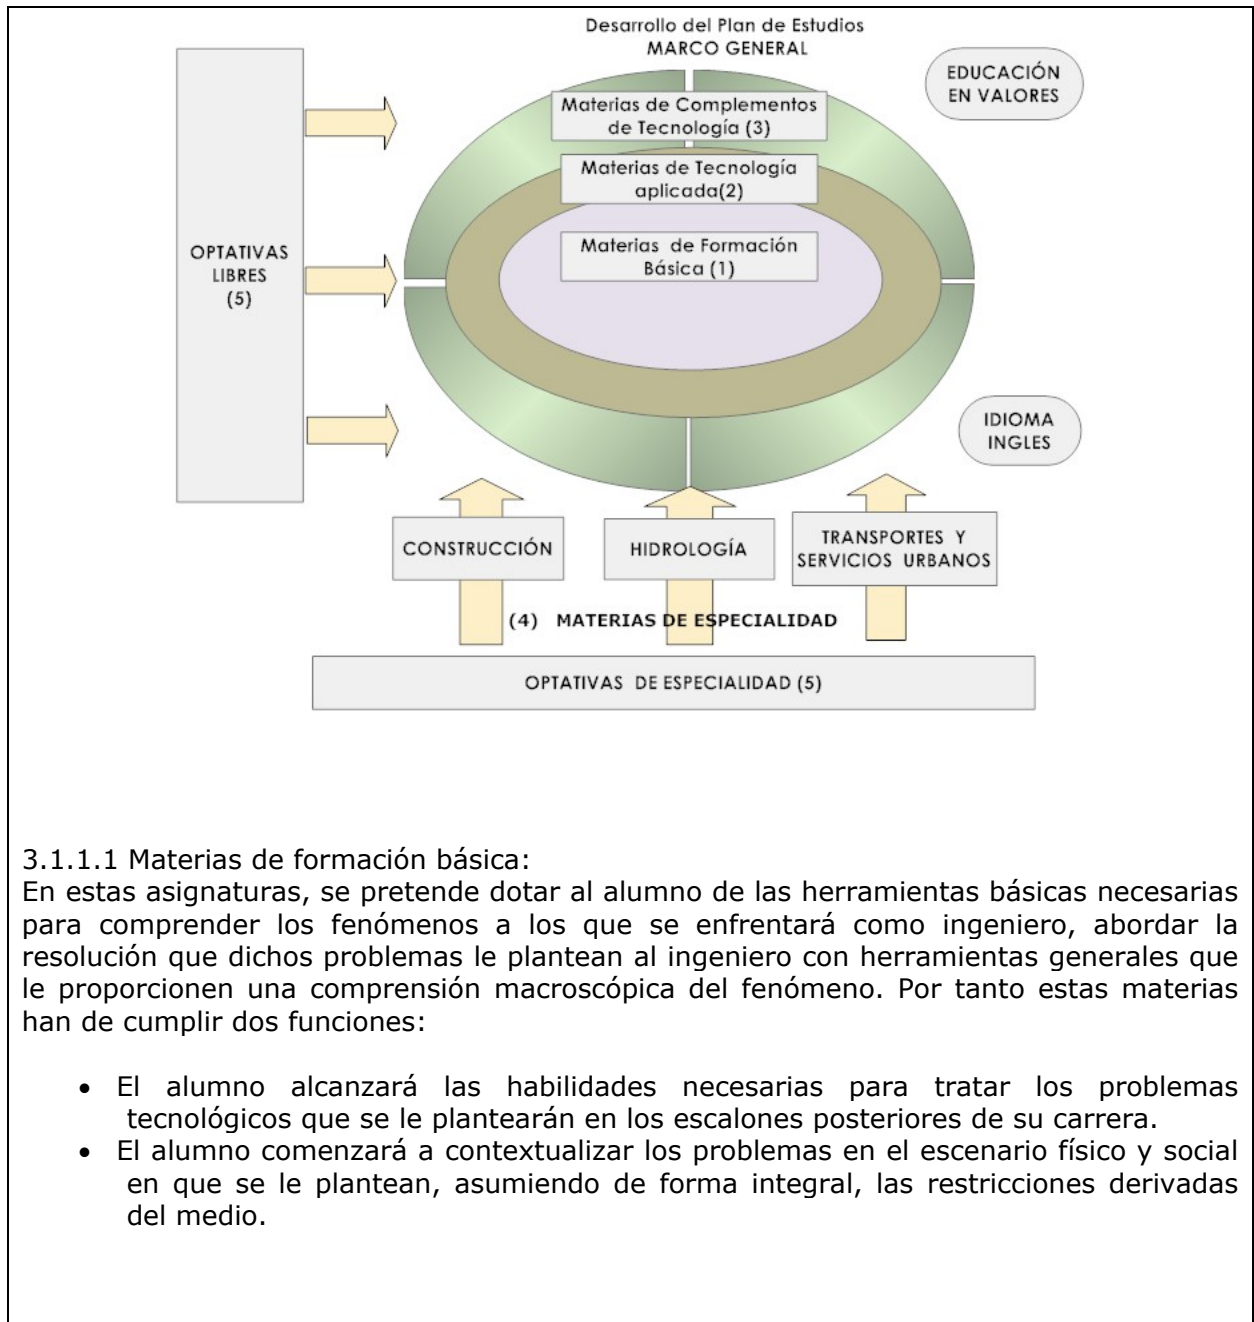 Desarrollo del Plan de Estudios
MARCO GENERAL
EDUCACIÓN
EN VALORES
Materias de Complementos
de Tecnología (3)
Materias de Tecnología
aplicada(2)
Materias de Formación
Básica (1)
OPTATIVAS
LIBRES
(5)
IDIOMA
INGLES
CONSTRUCCIÓN
HIDROLOGÍA
TRANSPORTES Y
SERVICIOS URBANOS
(4) MATERIAS DE ESPECIALIDAD
OPTATIVAS DE ESPECIALIDAD (5)
3.1.1.1 Materias de formación básica:
En estas asignaturas, se pretende dotar al alumno de las herramientas básicas necesarias
para comprender los fenómenos a los que se enfrentará como ingeniero, abordar la
resolución que dichos problemas le plantean al ingeniero con herramientas generales que
le proporcionen una comprensión macroscópica del fenómeno. Por tanto estas materias
han de cumplir dos funciones:
• El alumno alcanzará las habilidades necesarias para tratar los problemas
tecnológicos que se le plantearán en los escalones posteriores de su carrera.
• El alumno comenzará a contextualizar los problemas en el escenario físico y social
en que se le plantean, asumiendo de forma integral, las restricciones derivadas
del medio.